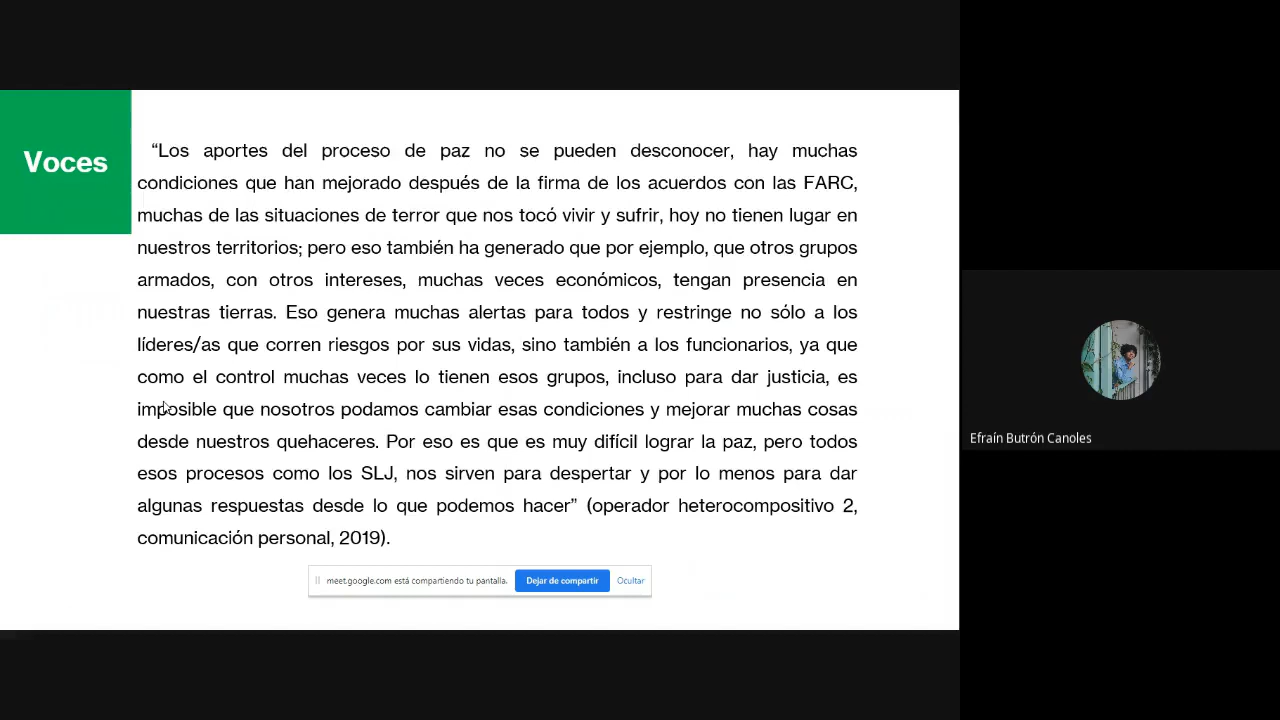 Voces
“Los aportes del proceso de paz no se pueden desconocer, hay muchas
condiciones que han mejorado después de la firma de los acuerdos con las FARC,
muchas de las situaciones de terror que nos tocó vivir y sufrir, hoy no tienen lugar en
nuestros territorios; pero eso también ha generado que por ejemplo, que otros grupos
armados, con otros intereses, muchas veces económicos, tengan presencia en
nuestras tierras. Eso genera muchas alertas para todos y restringe no sólo a los
líderes/as que corren riesgos por sus vidas, sino también a los funcionarios, ya que
como el control muchas veces lo tienen esos grupos, incluso para dar justicia, es
imposible que nosotros podamos cambiar esas condiciones y mejorar muchas cosas
desde nuestros quehaceres. Por eso es que es muy difícil lograr la paz, pero todos
esos procesos como los SLJ, nos sirven para despertar y por lo menos para dar
algunas respuestas desde lo que podemos hacer” (operador heterocompositivo 2,
comunicación personal, 2019).
meet.google.com está compartiendo tu pantalla. Dejar de compartir Ocultar
Efraín Butrón Canoles